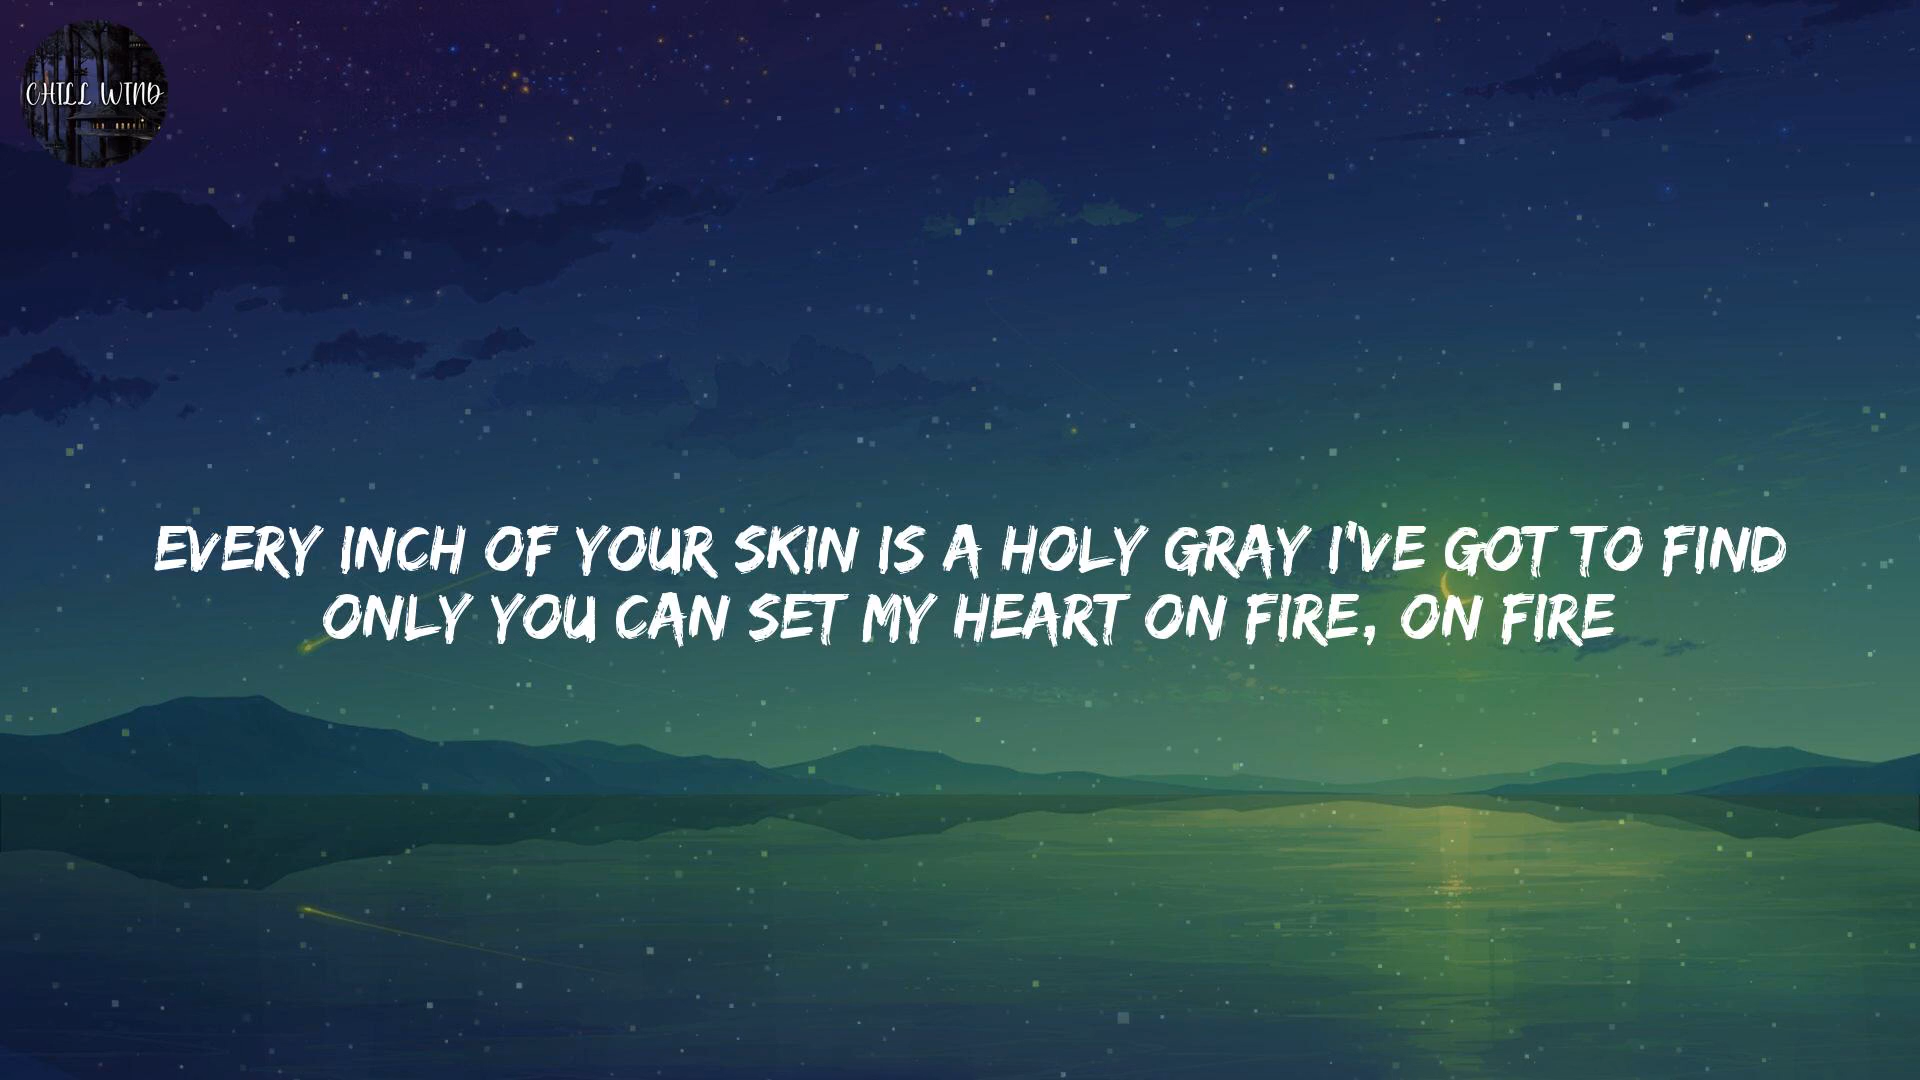 CHILL WIND
EVERY INCH OF YOUR SKIN IS A HOLY GRAY I'VE GOT TO FIND
ONLY YOU CAN SET MY HEART ON FIRE, ON FIRE